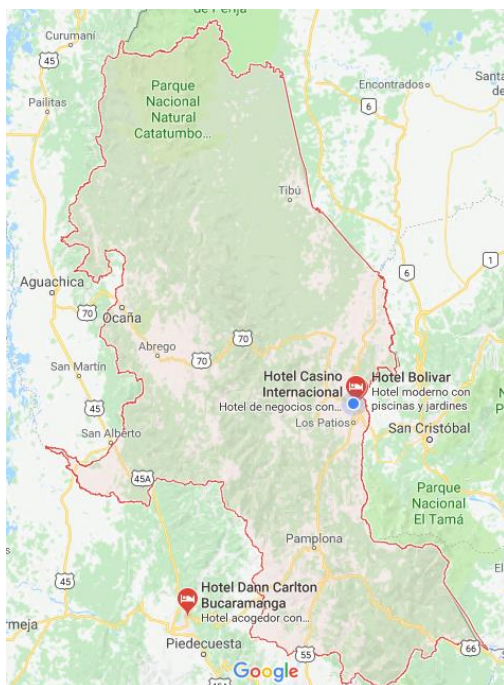 de Perijá
Curumaní
45
Pailitas
Parque
Nacional
Natural
Catatumbo...
Encontrados
6
Tibú
6
1
Aguachica
70
Ocaña
70
Abrego
70
San Martín
Hotel Casino
Internacional
Hotel de negocios con...
Hotel Bolivar
Hotel moderno con
piscinas y jardines
45
Los Patios
San Cristóbal
San Alberto
45A
Parque
Nacional
El Tamá
Pamplona
45
Hotel Dann Carlton
Bucaramanga
Hotel acogedor con...
meja
Piedecuesta
55
66
45A
Google